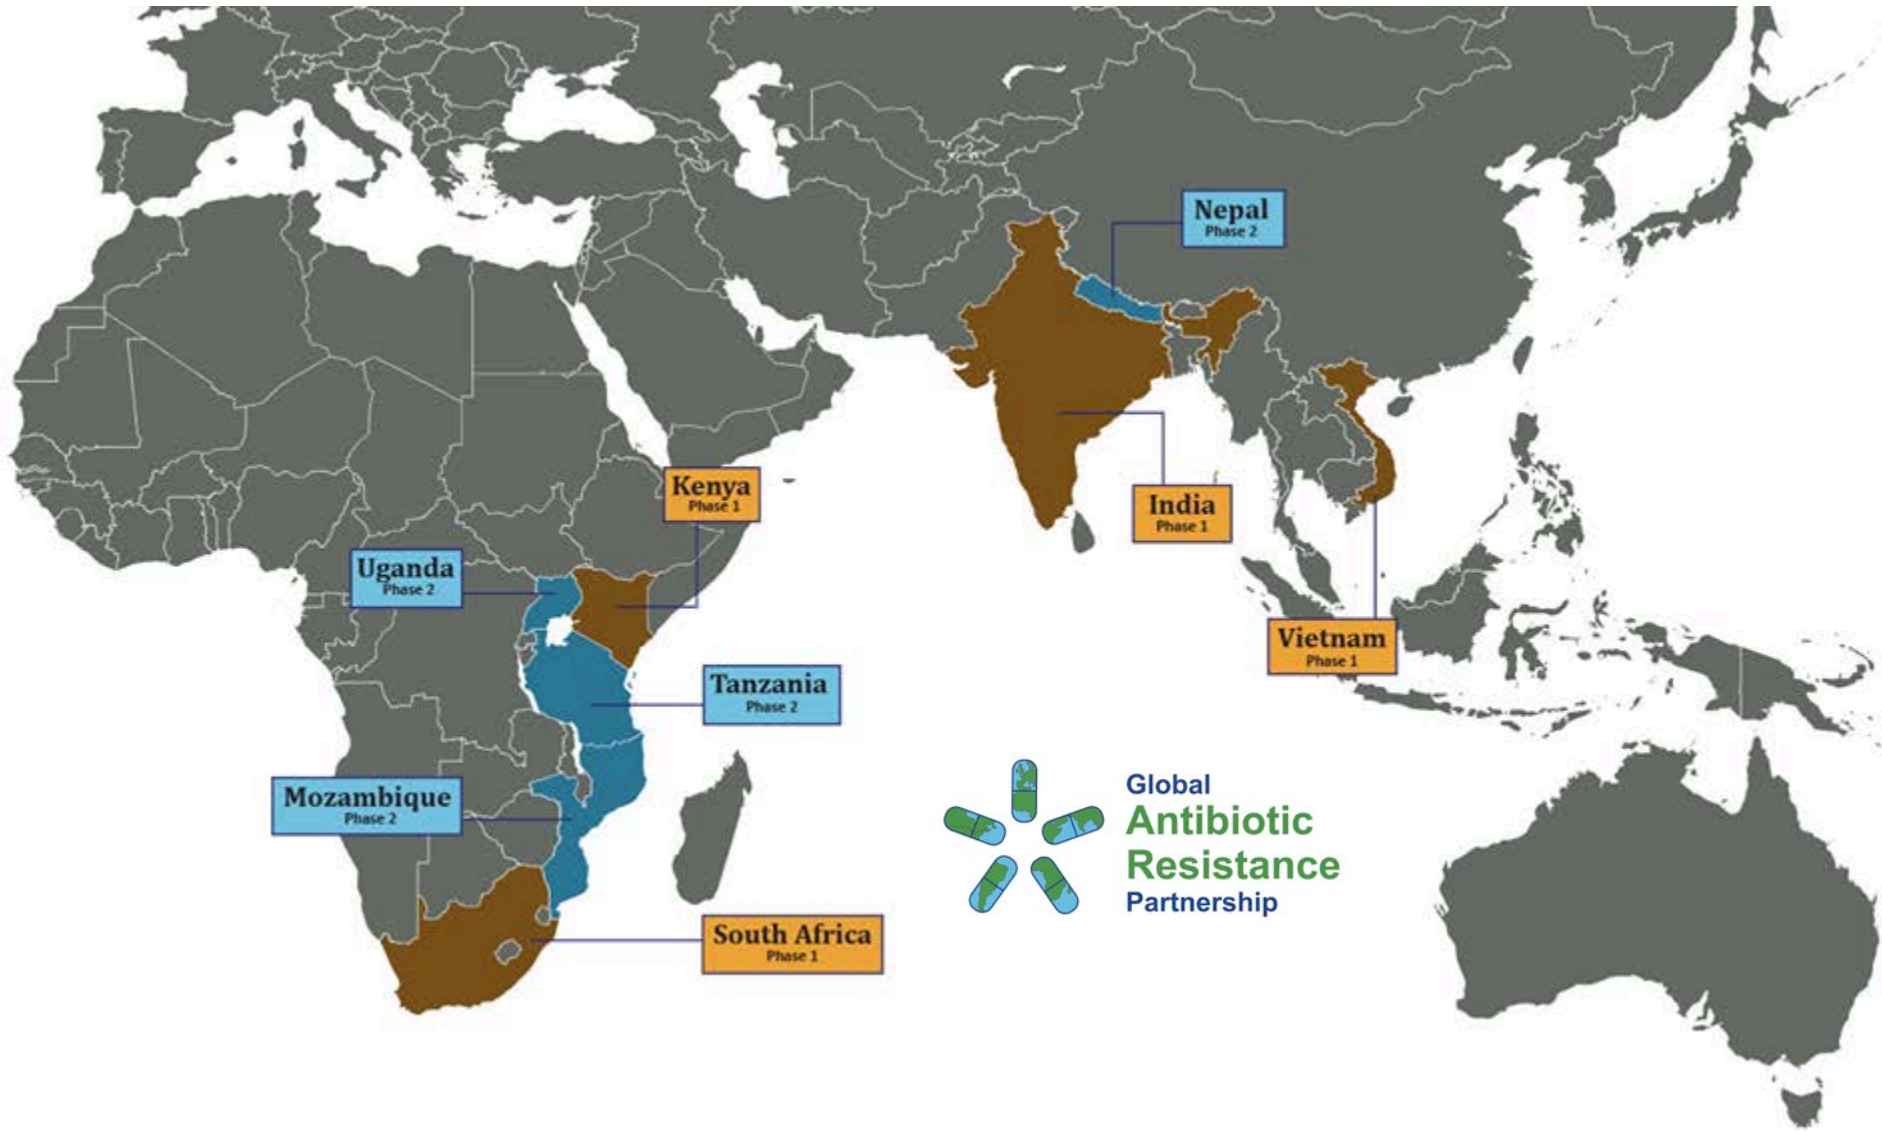 Nepal
Phase 2
Kenya
Phase 1
India
Phase 1
Uganda
Phase 2
Vietnam
Phase 1
Tanzania
Phase 2
Mozambique
Phase 2
South Africa
Phase 1
Global
Antibiotic
Resistance
Partnership